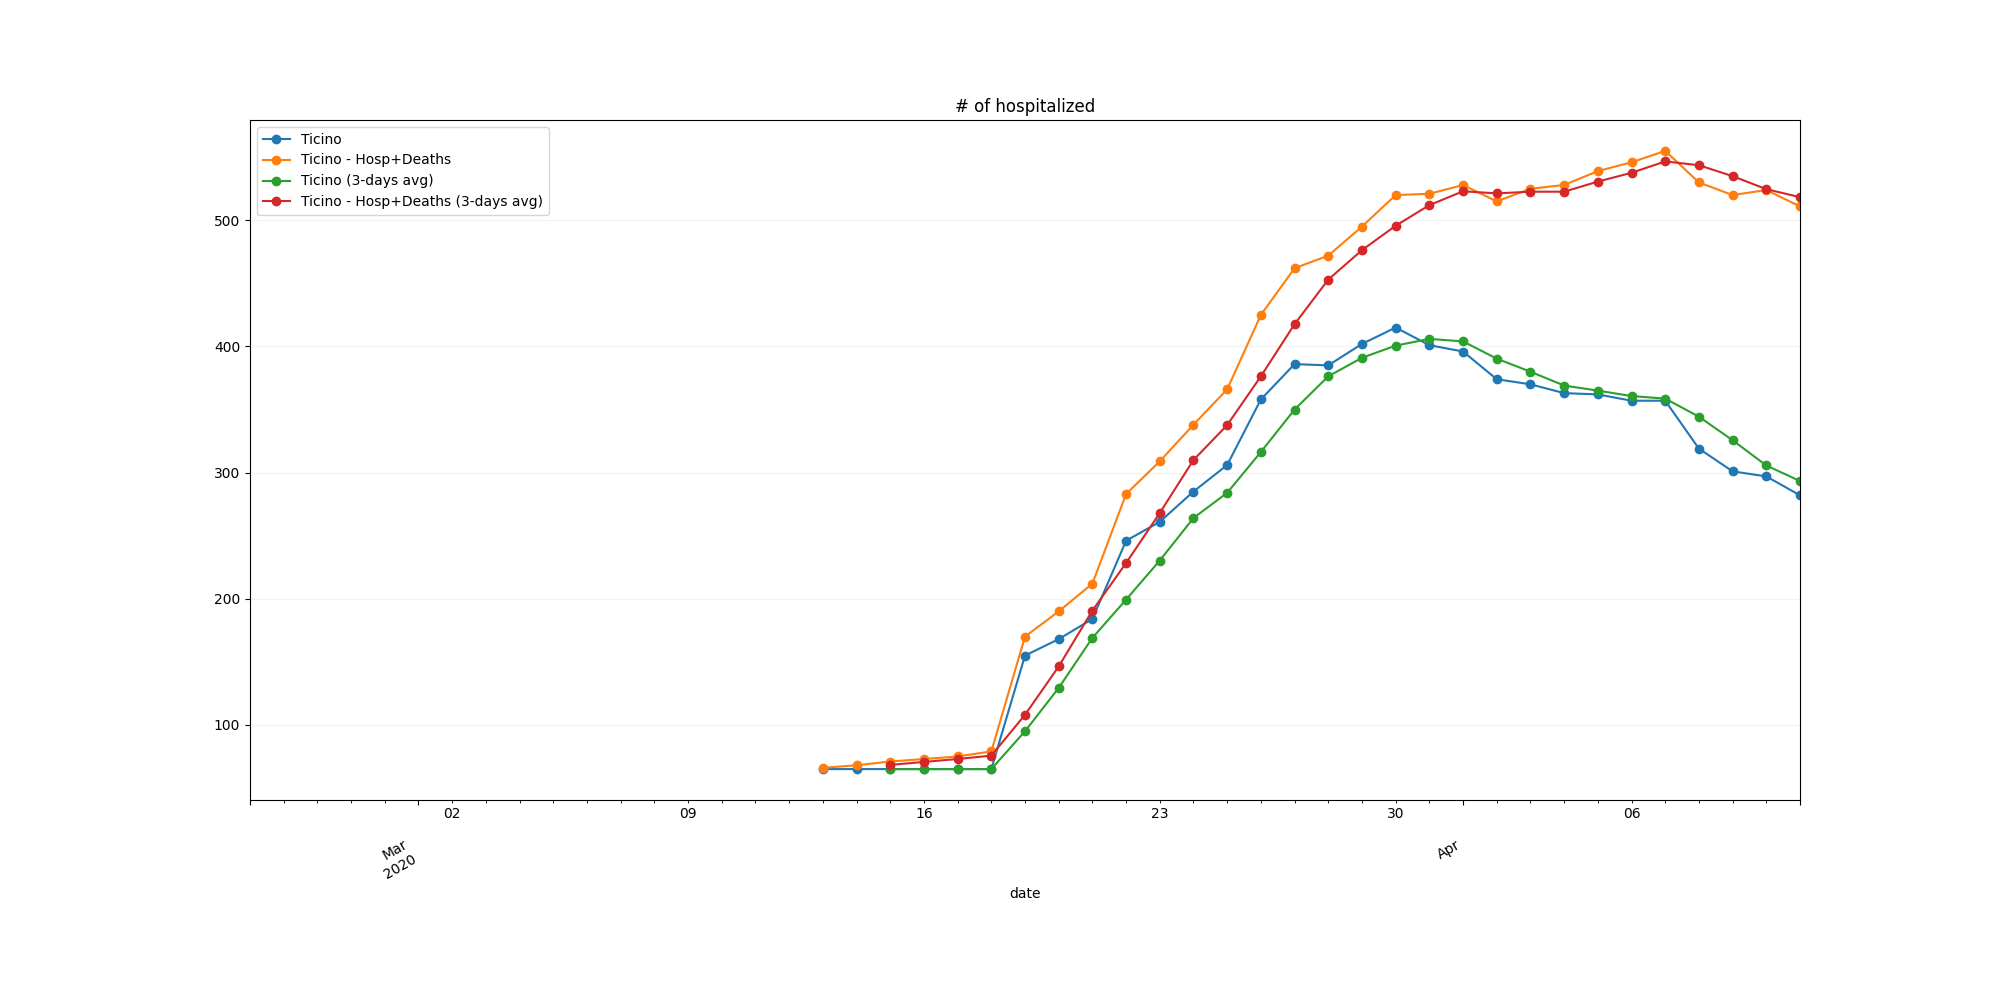 # of hospitalized
Ticino
Ticino - Hosp+Deaths
Ticino (3-days avg)
Ticino - Hosp+Deaths (3-days avg)
500
400
300
200
100
02 09 16 23 30 06
Mar Apr
2020
date